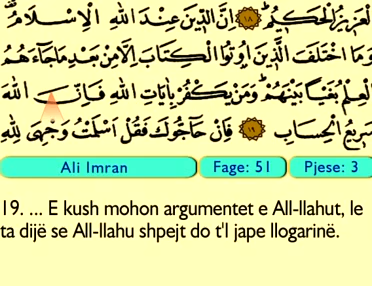 الْعَزِيزُ الْحَكِيمُ ١٨ إِنَّ الدِّينَ عِندَ اللَّهِ الْإِسْلَامُ
وَمَا اخْتَلَفَ الَّذِينَ أُوتُوا الْكِتَابَ إِلَّا مِنْ بَعْدِ مَا جَاءَهُمُ
الْعِلْمُ بَغْيًا بَيْنَهُمْ وَمَنْ يَكْفُرْ بِآيَاتِ اللَّهِ فَإِنَّ اللَّهَ
سَرِيعُ الْحِسَابِ ١٩ فَإِنْ حَاجُّوكَ فَقُلْ أَسْلَمْتُ وَجْهِيَ لِلَّهِ
Ali Imran Fage: 51 Pjese: 3
19. ... E kush mohon argumentet e All-llahut, le
ta dijë se All-llahu shpejt do t'I jape llogarinë.